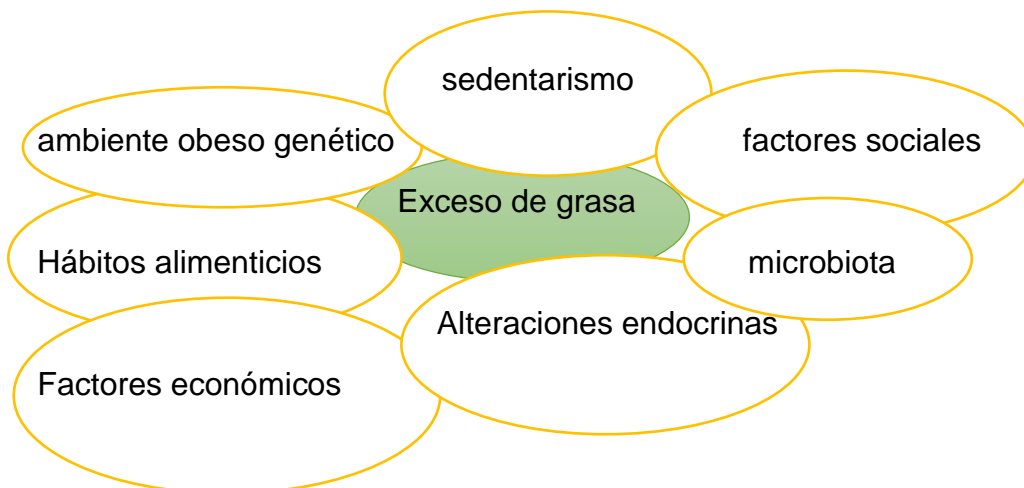 sedentarismo
ambiente obeso genético
factores sociales
Exceso de grasa
Hábitos alimenticios
microbiota
Alteraciones endocrinas
Factores económicos